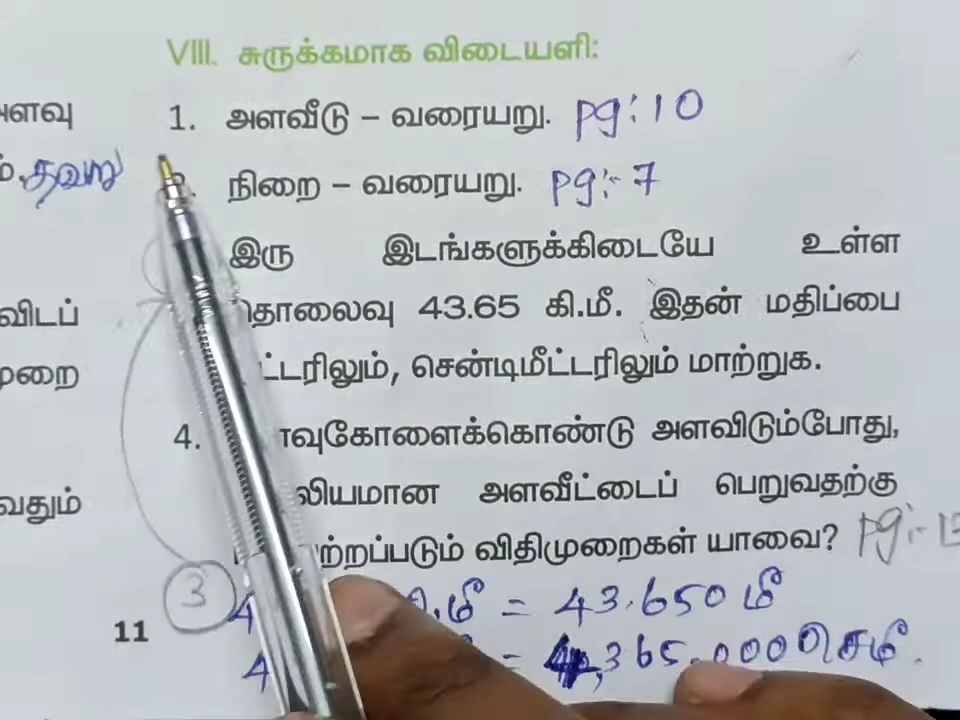 VIII. சுருக்கமாக விடையளி:
அளவு
1. அளவீடு – வரையறு. pg:10
தவறு
2. நிறை – வரையறு. pg:- 7
இரு இடங்களுக்கிடையே உள்ள
விடப்
தொலைவு 43.65 கி.மீ. இதன் மதிப்பை
முறை
ட்டரிலும், சென்டிமீட்டரிலும் மாற்றுக.
4. ளவுகோளைக்கொண்டு அளவிடும்போது,
வதும்
லியமான அளவீட்டைப் பெறுவதற்கு
ற்றப்படும் விதிமுறைகள் யாவை? pg:-
3
மீ = 43.650 மீ
11
000 செமீ.